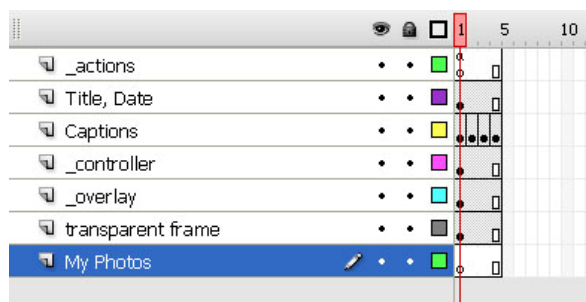 1 5 10
_actions
a
Title, Date
Captions
_controller
_overlay
transparent frame
My Photos